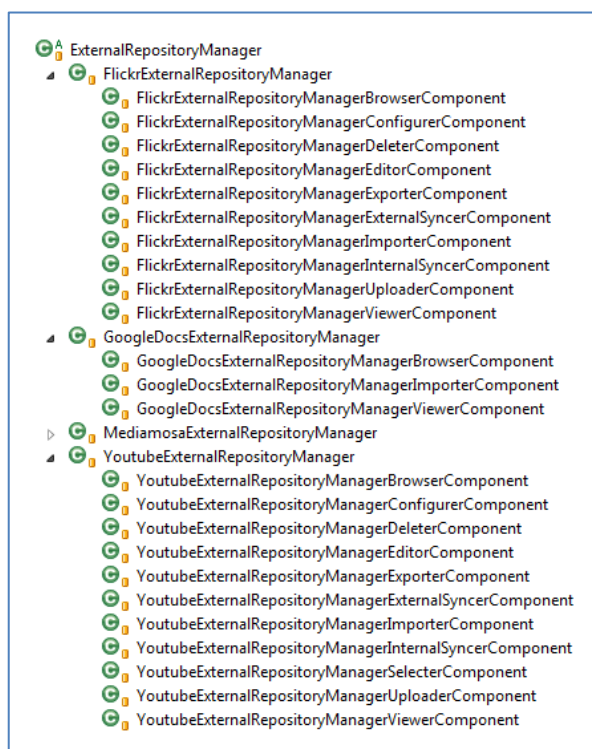 ExternalRepositoryManager
FlickrExternalRepositoryManager
FlickrExternalRepositoryManagerBrowserComponent
FlickrExternalRepositoryManagerConfigurerComponent
FlickrExternalRepositoryManagerDeleterComponent
FlickrExternalRepositoryManagerEditorComponent
FlickrExternalRepositoryManagerExporterComponent
FlickrExternalRepositoryManagerExternalSyncerComponent
FlickrExternalRepositoryManagerImporterComponent
FlickrExternalRepositoryManagerInternalSyncerComponent
FlickrExternalRepositoryManagerUploaderComponent
FlickrExternalRepositoryManagerViewerComponent
GoogleDocsExternalRepositoryManager
GoogleDocsExternalRepositoryManagerBrowserComponent
GoogleDocsExternalRepositoryManagerImporterComponent
GoogleDocsExternalRepositoryManagerViewerComponent
MediamosaExternalRepositoryManager
YoutubeExternalRepositoryManager
YoutubeExternalRepositoryManagerBrowserComponent
YoutubeExternalRepositoryManagerConfigurerComponent
YoutubeExternalRepositoryManagerDeleterComponent
YoutubeExternalRepositoryManagerEditorComponent
YoutubeExternalRepositoryManagerExporterComponent
YoutubeExternalRepositoryManagerExternalSyncerComponent
YoutubeExternalRepositoryManagerImporterComponent
YoutubeExternalRepositoryManagerInternalSyncerComponent
YoutubeExternalRepositoryManagerSelecterComponent
YoutubeExternalRepositoryManagerUploaderComponent
YoutubeExternalRepositoryManagerViewerComponent